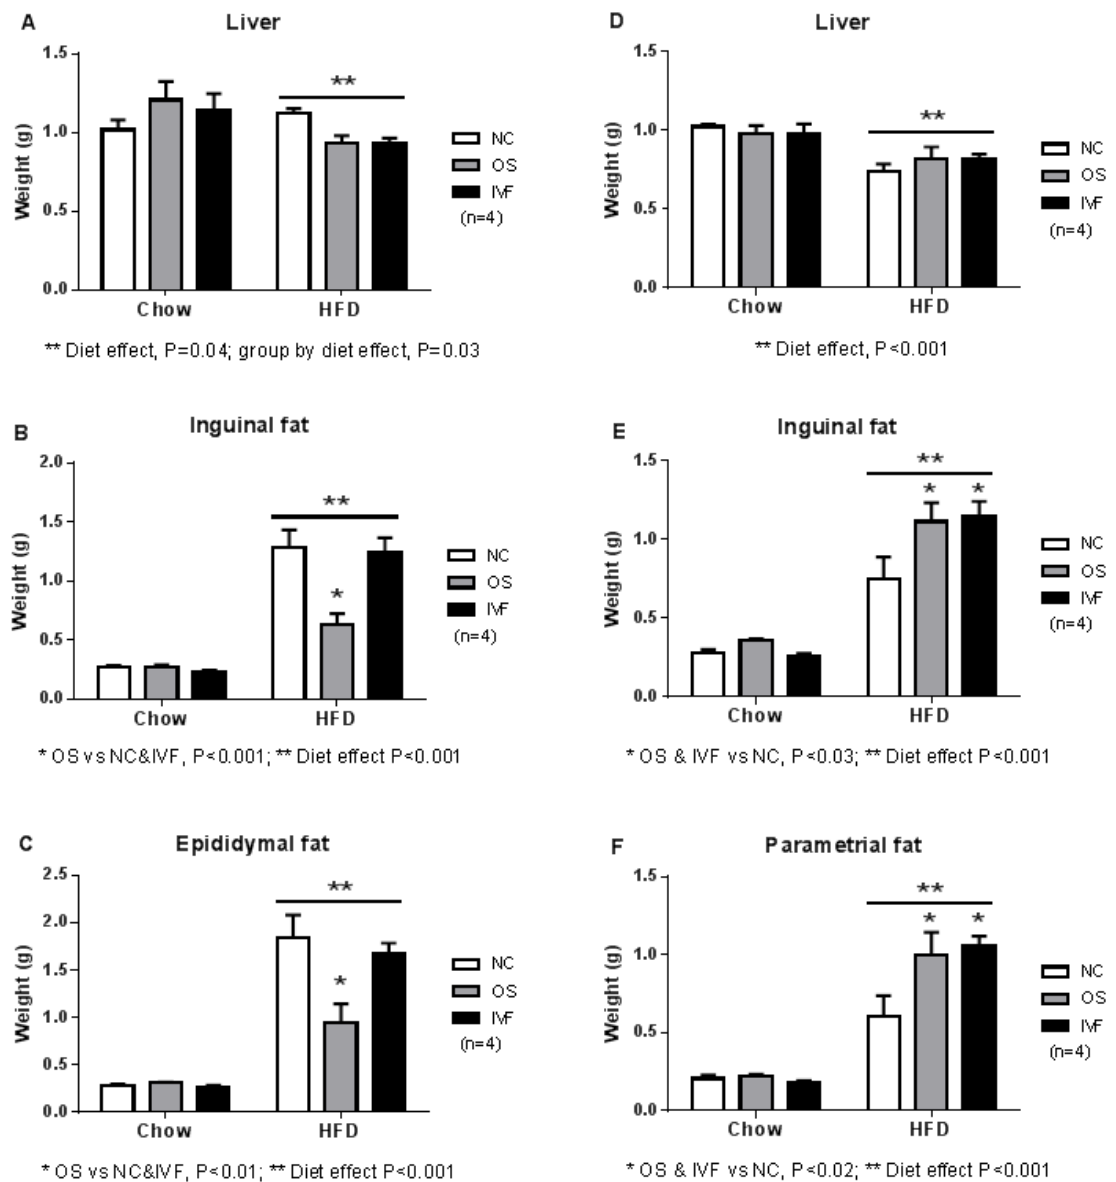 A
Liver
Weight (g)
1.5
1.0
0.5
0.0
Chow
HFD
**
NC
OS
IVF
(n=4)
** Diet effect, P=0.04; group by diet effect, P=0.03
D
Liver
Weight (g)
1.5
1.0
0.5
0.0
Chow
HFD
**
NC
OS
IVF
(n=4)
** Diet effect, P<0.001
B
Inguinal fat
Weight (g)
2.0
1.5
1.0
0.5
0.0
Chow
HFD
**
*
NC
OS
IVF
(n=4)
* OS vs NC&IVF, P<0.001; ** Diet effect P<0.001
E
Inguinal fat
Weight (g)
1.5
1.0
0.5
0.0
Chow
HFD
**
* *
NC
OS
IVF
(n=4)
* OS & IVF vs NC, P<0.03; ** Diet effect P<0.001
C
Epididymal fat
Weight (g)
2.5
2.0
1.5
1.0
0.5
0.0
Chow
HFD
**
*
NC
OS
IVF
(n=4)
* OS vs NC&IVF, P<0.01; ** Diet effect P<0.001
F
Parametrial fat
Weight (g)
1.5
1.0
0.5
0.0
Chow
HFD
**
* *
NC
OS
IVF
(n=4)
* OS & IVF vs NC, P<0.02; ** Diet effect P<0.001